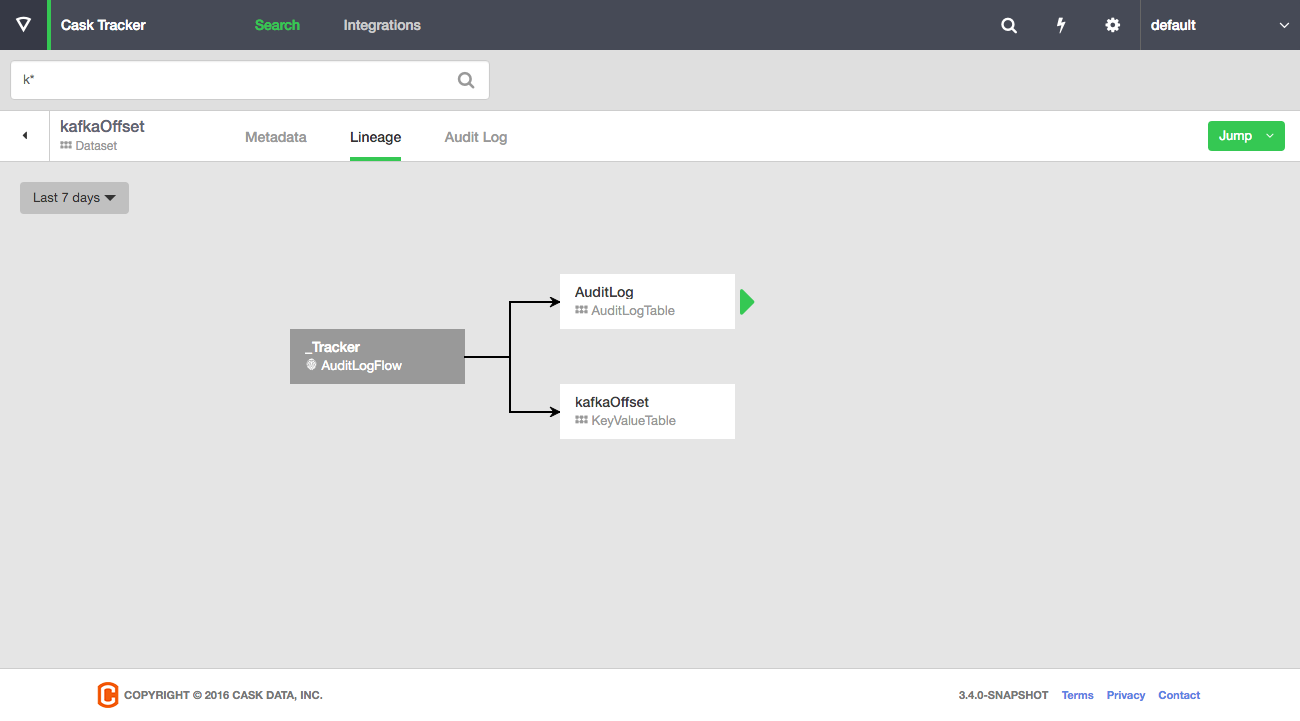 Cask Tracker Search Integrations default
k*
kafkaOffset
Dataset
Metadata Lineage Audit Log Jump
Last 7 days
AuditLog
AuditLogTable
_Tracker
AuditLogFlow
kafkaOffset
KeyValueTable
COPYRIGHT © 2016 CASK DATA, INC. 3.4.0-SNAPSHOT Terms Privacy Contact